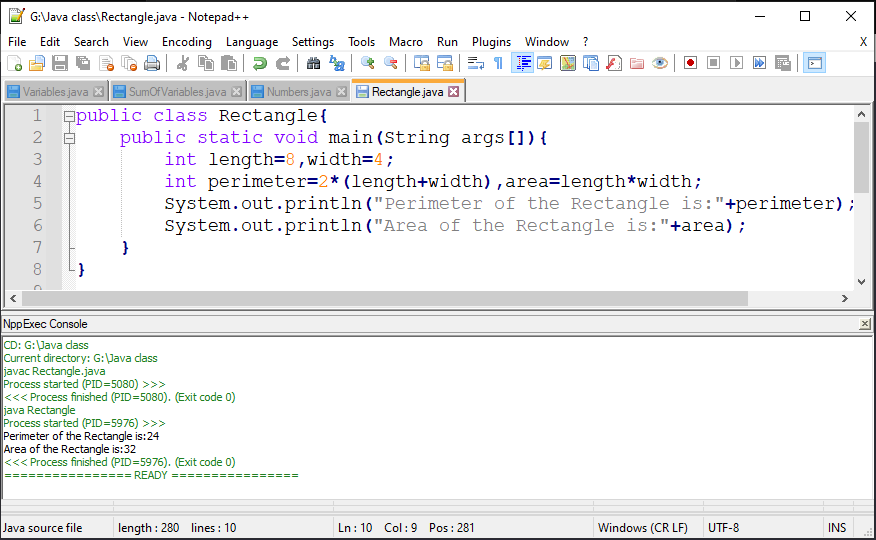 G:\Java class\Rectangle.java - Notepad++
File Edit Search View Encoding Language Settings Tools Macro Run Plugins Window ? X
Variables.java SumOfVariables.java Numbers.java Rectangle.java
1 public class Rectangle{
2 public static void main(String args[]){
3 int length=8,width=4;
4 int perimeter=2*(length+width),area=length*width;
5 System.out.println("Perimeter of the Rectangle is:"+perimeter);
6 System.out.println("Area of the Rectangle is:"+area);
7 }
8 }
NppExec Console
CD: G:\Java class
Current directory: G:\Java class
javac Rectangle.java
Process started (PID=5080) >>>
<<< Process finished (PID=5080). (Exit code 0)
java Rectangle
Process started (PID=5976) >>>
Perimeter of the Rectangle is:24
Area of the Rectangle is:32
<<< Process finished (PID=5976). (Exit code 0)
================ READY ================
Java source file length : 280 lines : 10 Ln : 10 Col : 9 Pos : 281 Windows (CR LF) UTF-8 INS